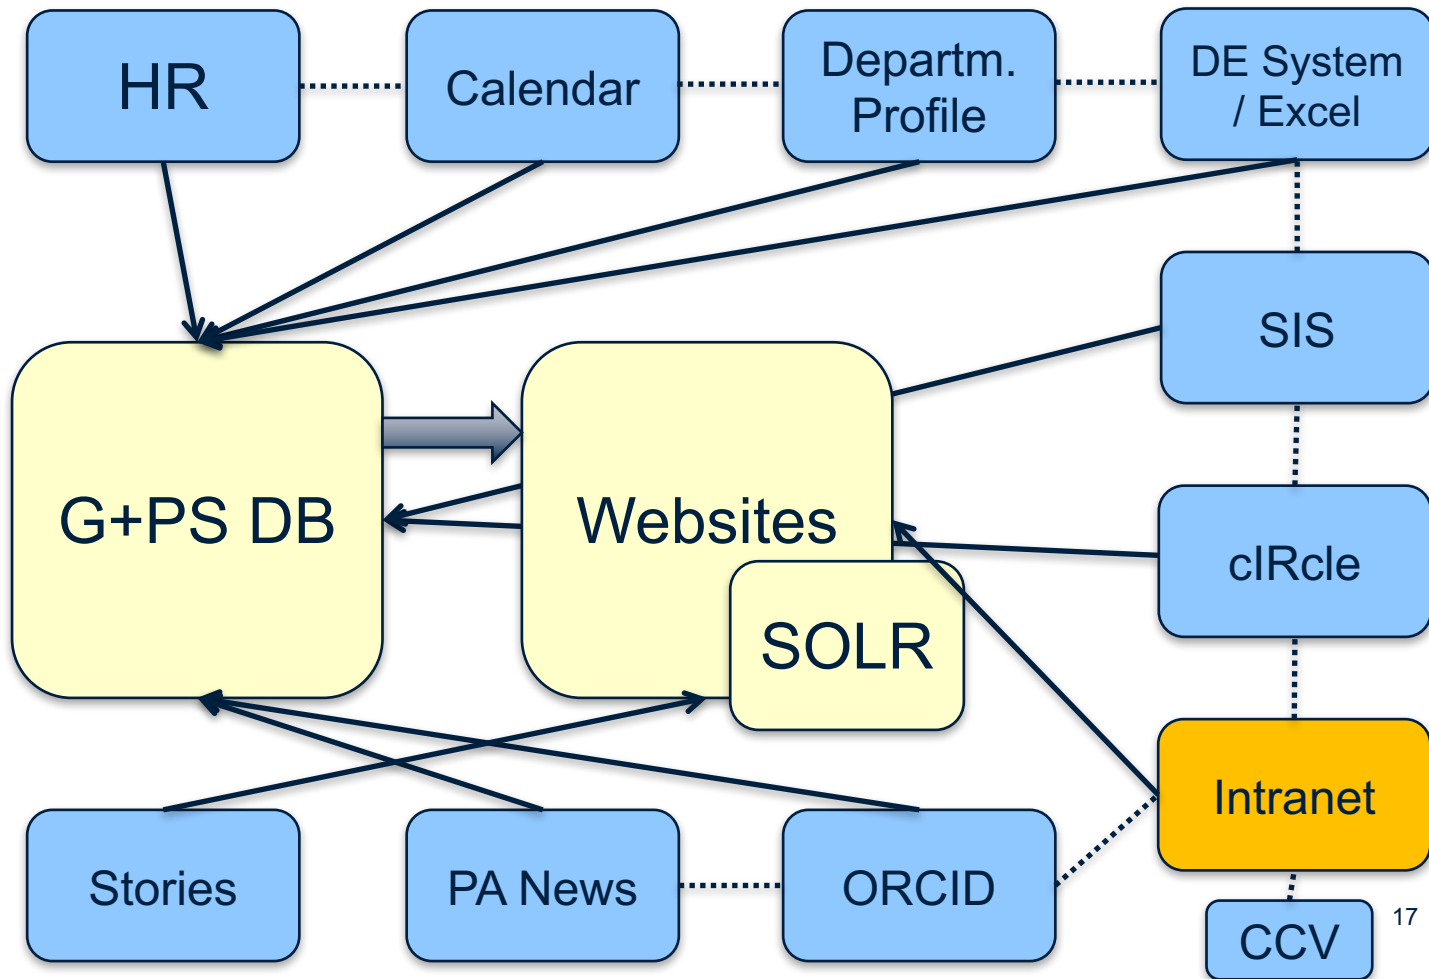 HR
Calendar
Departm.
Profile
DE System
/ Excel
SIS
G+PS DB
Websites
cIRcle
SOLR
Intranet
Stories
PA News
ORCID
CCV
17